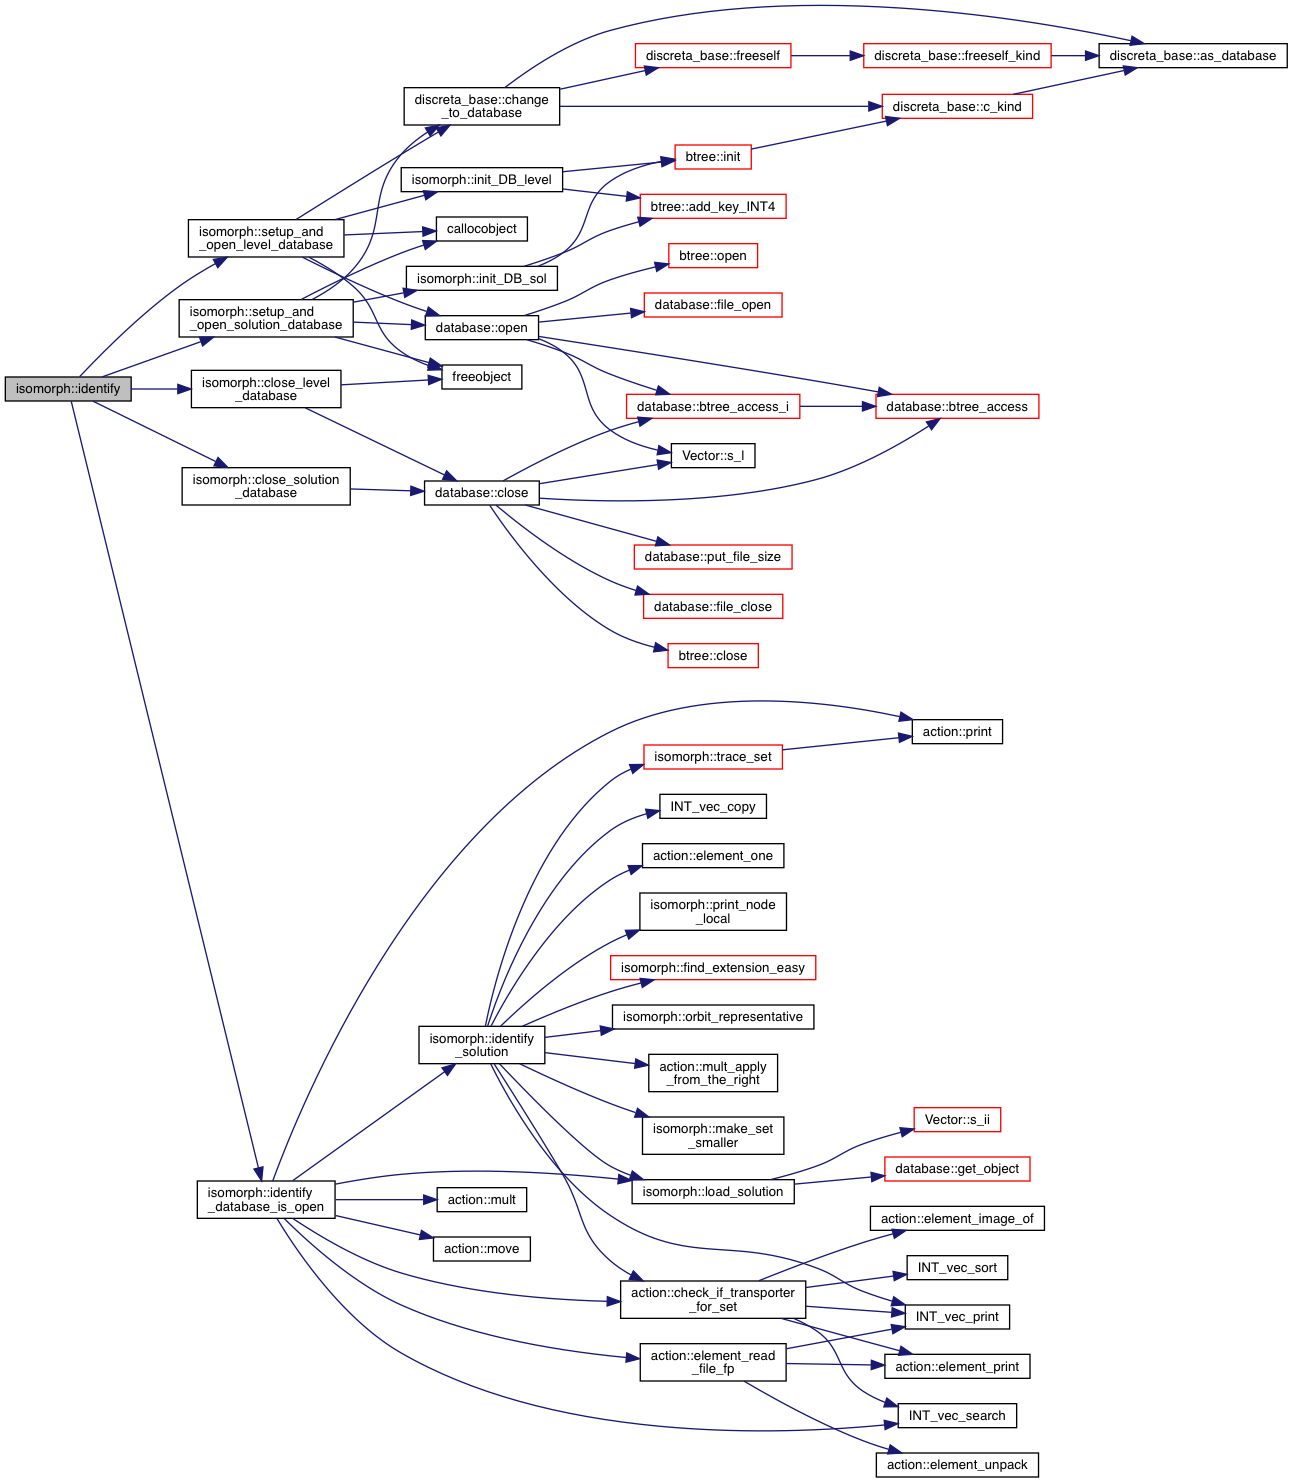 isomorph::identify
isomorph::setup_and
_open_level_database
isomorph::setup_and
_open_solution_database
isomorph::close_level
_database
isomorph::close_solution
_database
isomorph::identify
_database_is_open
discreta_base::change
_to_database
isomorph::init_DB_level
callocobject
isomorph::init_DB_sol
database::open
freeobject
database::close
isomorph::identify
_solution
action::mult
action::move
discreta_base::freeself
btree::init
btree::add_key_INT4
btree::open
database::file_open
database::btree_access_i
Vector::s_l
database::put_file_size
database::file_close
btree::close
isomorph::trace_set
INT_vec_copy
action::element_one
isomorph::print_node
_local
isomorph::find_extension_easy
isomorph::orbit_representative
action::mult_apply
_from_the_right
isomorph::make_set
_smaller
isomorph::load_solution
action::check_if_transporter
_for_set
action::element_read
_file_fp
discreta_base::freeself_kind
discreta_base::c_kind
database::btree_access
action::print
Vector::s_ii
database::get_object
action::element_image_of
INT_vec_sort
INT_vec_print
action::element_print
INT_vec_search
action::element_unpack
discreta_base::as_database